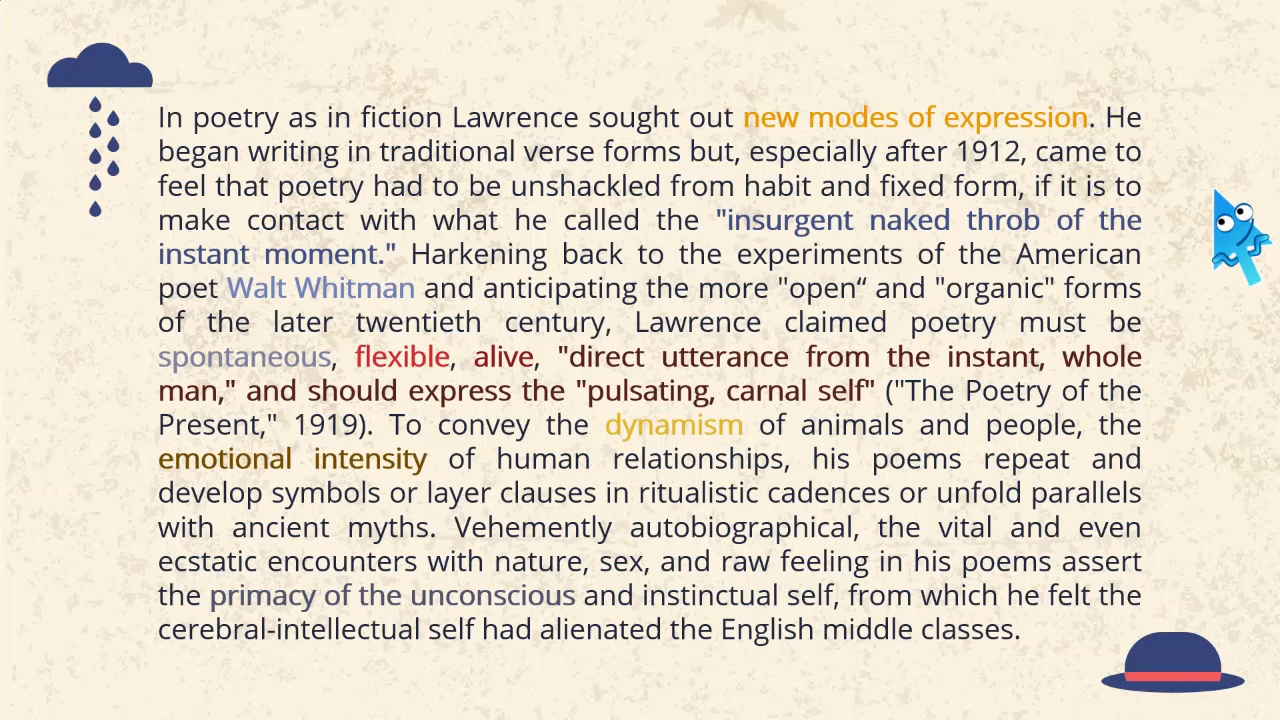 In poetry as in fiction Lawrence sought out new modes of expression. He
began writing in traditional verse forms but, especially after 1912, came to
feel that poetry had to be unshackled from habit and fixed form, if it is to
make contact with what he called the "insurgent naked throb of the
instant moment." Harkening back to the experiments of the American
poet Walt Whitman and anticipating the more "open“ and "organic" forms
of the later twentieth century, Lawrence claimed poetry must be
spontaneous, flexible, alive, "direct utterance from the instant, whole
man," and should express the "pulsating, carnal self" ("The Poetry of the
Present," 1919). To convey the dynamism of animals and people, the
emotional intensity of human relationships, his poems repeat and
develop symbols or layer clauses in ritualistic cadences or unfold parallels
with ancient myths. Vehemently autobiographical, the vital and even
ecstatic encounters with nature, sex, and raw feeling in his poems assert
the primacy of the unconscious and instinctual self, from which he felt the
cerebral-intellectual self had alienated the English middle classes.